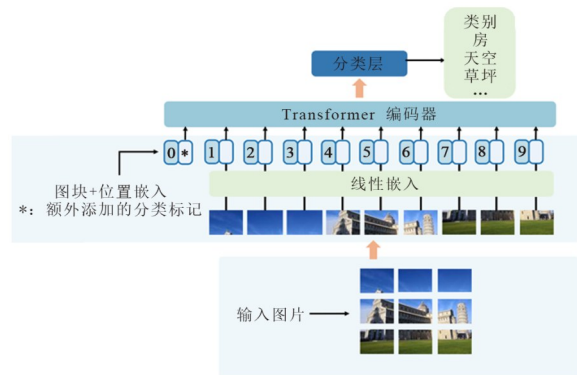 类别
房
天空
草坪
...
分类层
Transformer 编码器
0 * 1 2 3 4 5 6 7 8 9
图块+位置嵌入
*: 额外添加的分类标记
线性嵌入
输入图片